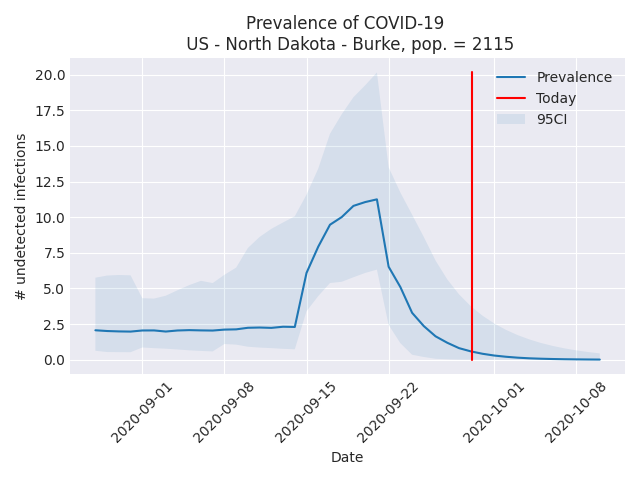 Prevalence of COVID-19
US - North Dakota - Burke, pop. = 2115
20.0
17.5
15.0
12.5
10.0
7.5
5.0
2.5
0.0
# undetected infections
Prevalence
Today
95CI
2020-09-01
2020-09-08
2020-09-15
2020-09-22
2020-10-01
2020-10-08
Date